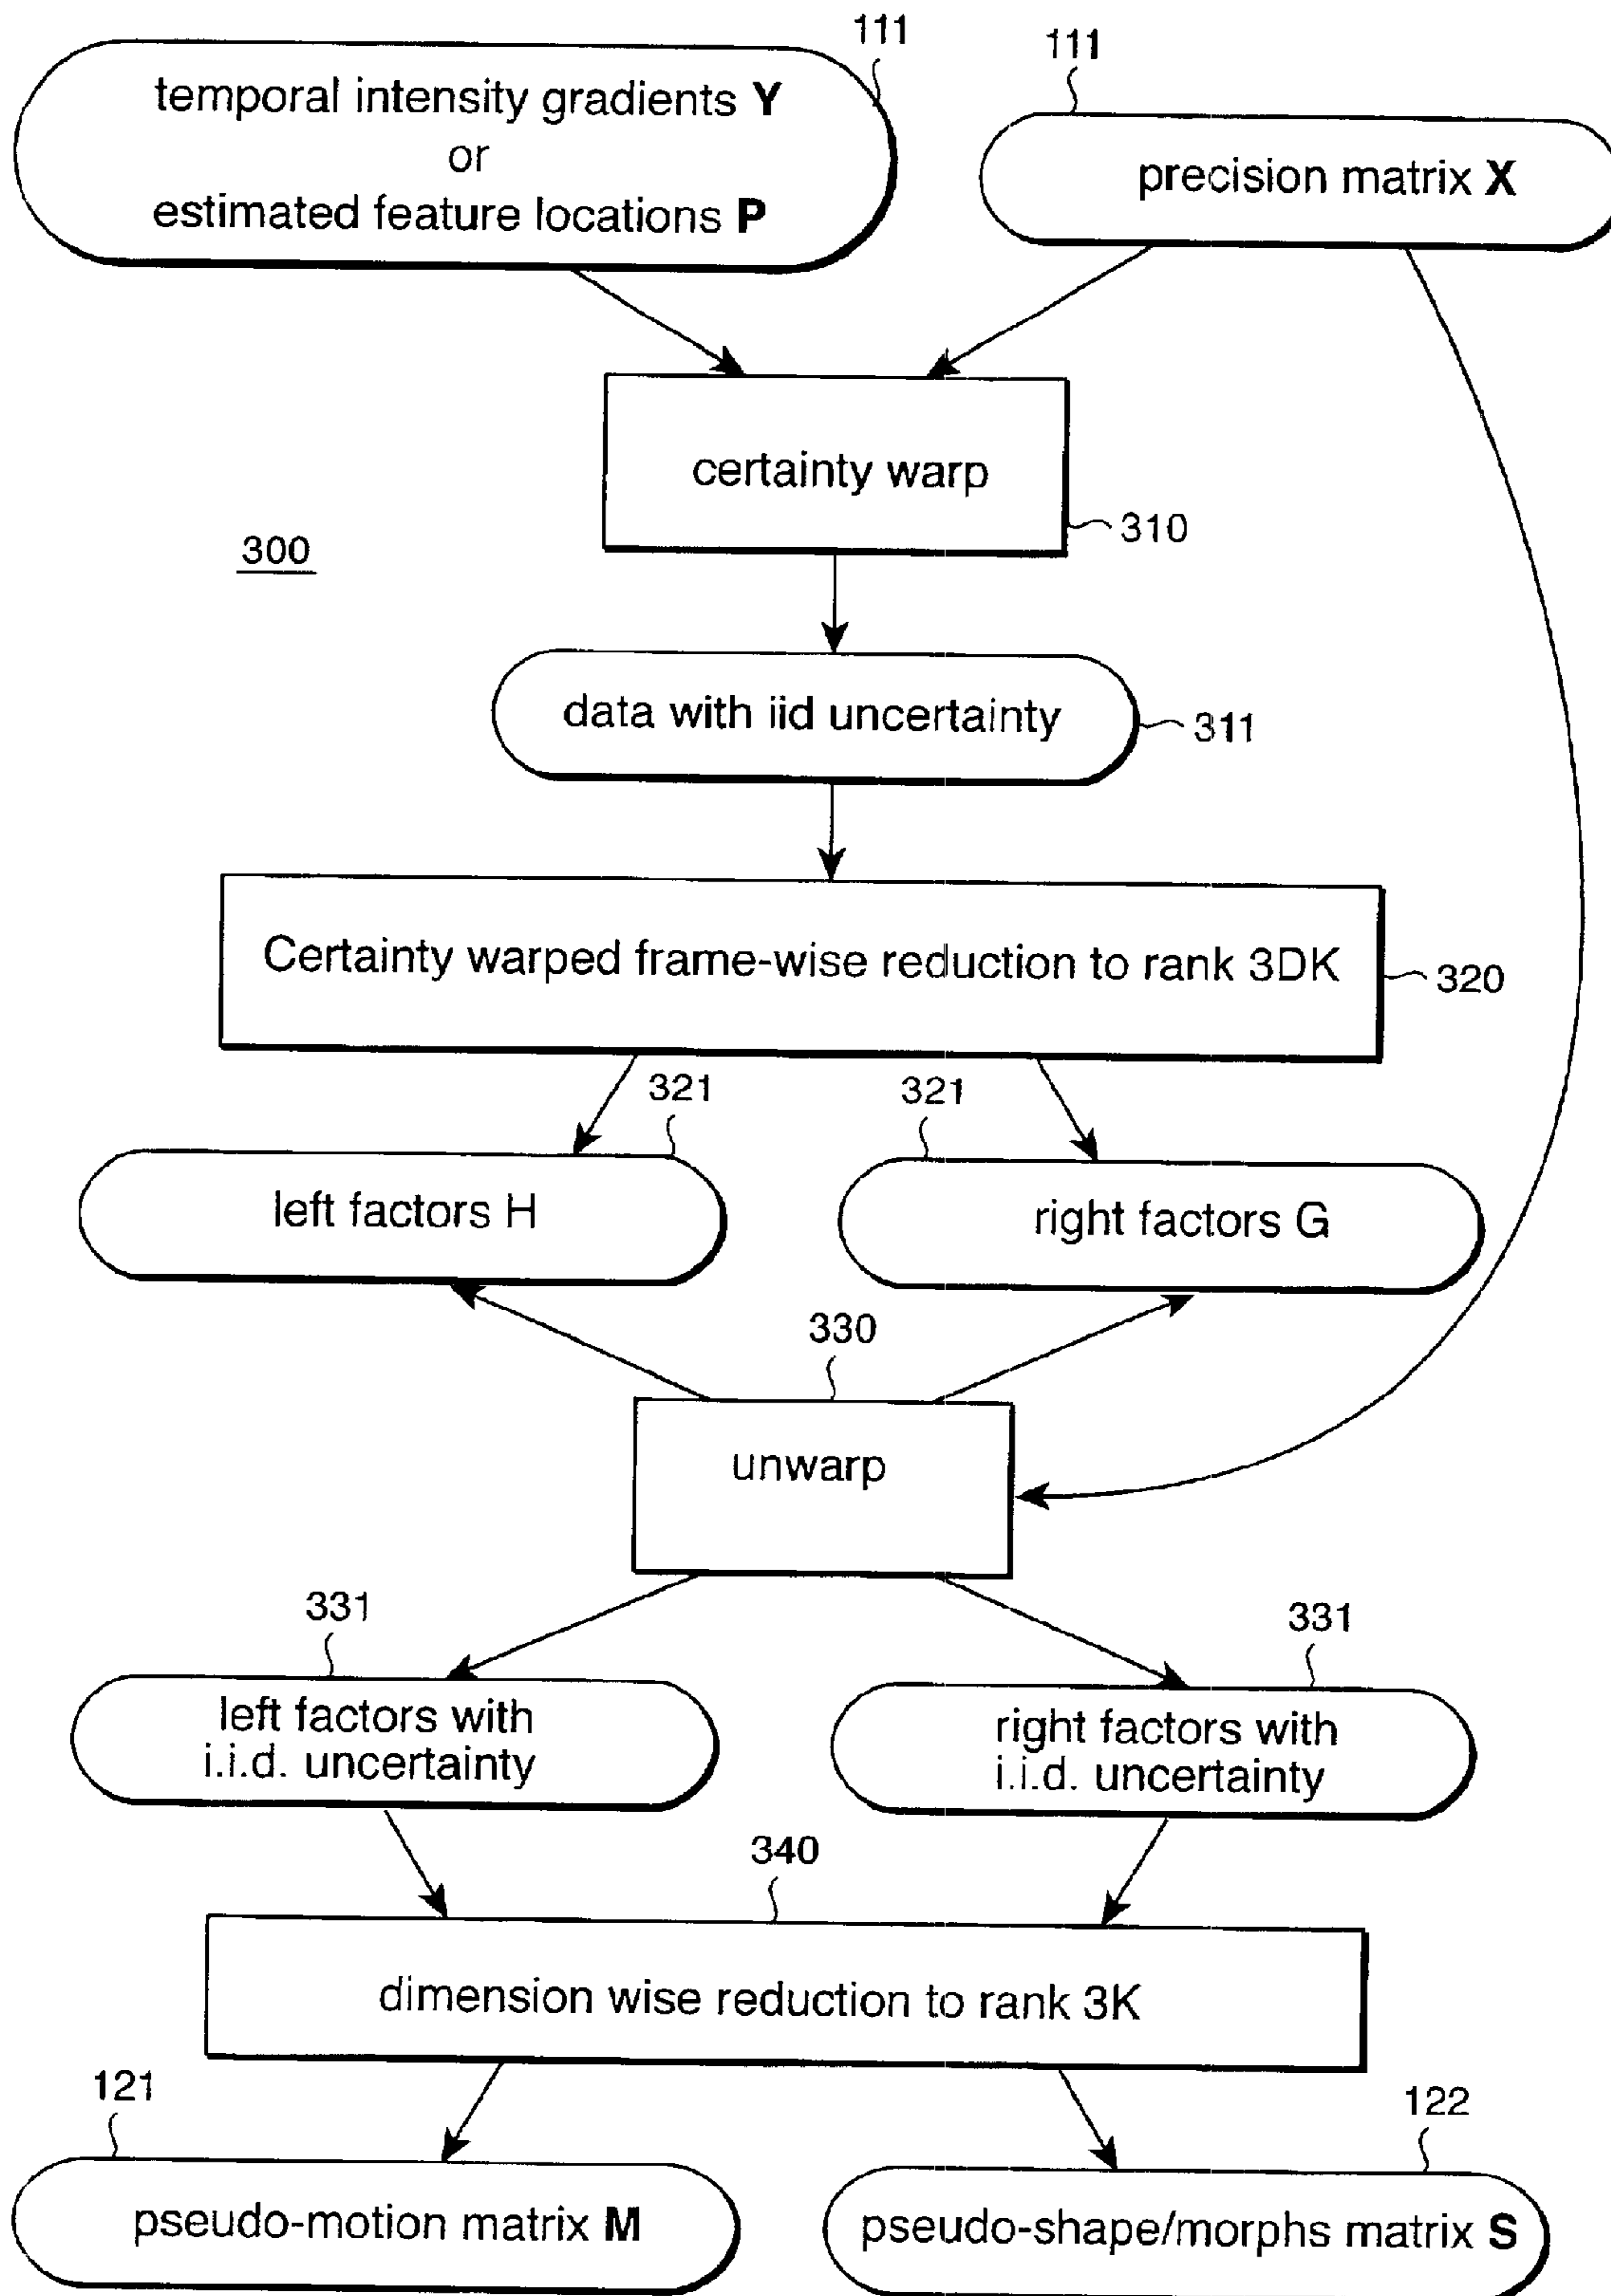 111
111
temporal intensity gradients Y
or
estimated feature locations P
precision matrix X
certainty warp
310
300
data with iid uncertainty
311
Certainty warped frame-wise reduction to rank 3DK
320
321
321
left factors H
right factors G
330
unwarp
331
331
left factors with
i.i.d. uncertainty
right factors with
i.i.d. uncertainty
340
dimension wise reduction to rank 3K
121
122
pseudo-motion matrix M
pseudo-shape/morphs matrix S